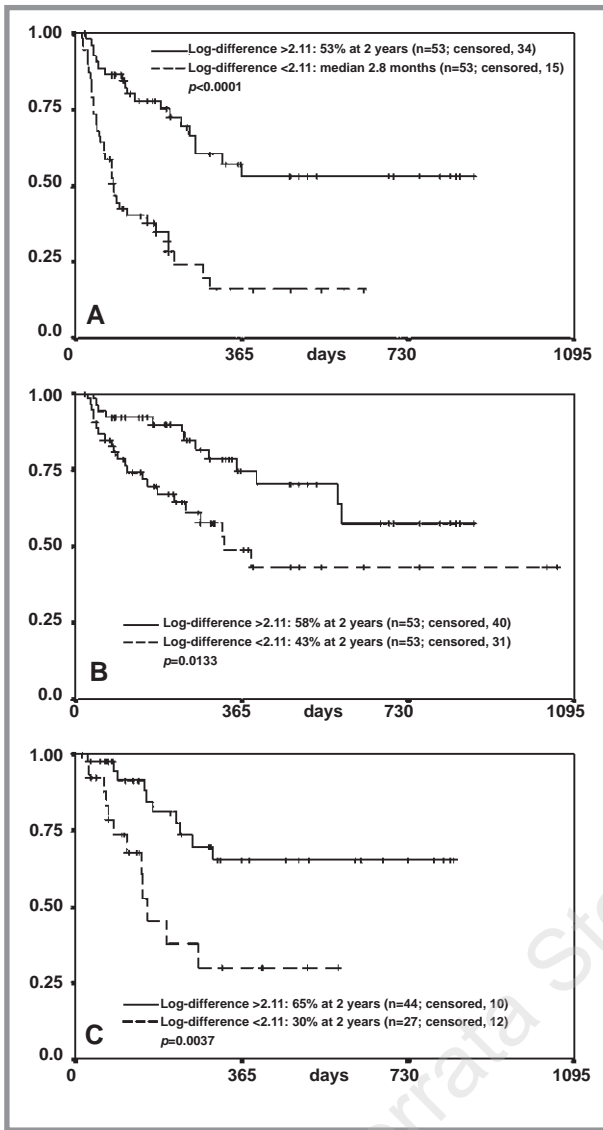 1.00
Log-difference >2.11: 53% at 2 years (n=53; censored, 34)
Log-difference <2.11: median 2.8 months (n=53; censored, 15)
p<0.0001
0.75
0.50
0.25
A
0.0
0 365 days 730 1095
1.00
0.75
0.50
0.25
Log-difference >2.11: 58% at 2 years (n=53; censored, 40)
Log-difference <2.11: 43% at 2 years (n=53; censored, 31)
p=0.0133
B
0.0
0 365 days 730 1095
1.00
0.75
0.50
0.25
Log-difference >2.11: 65% at 2 years (n=44; censored, 10)
Log-difference <2.11: 30% at 2 years (n=27; censored, 12)
p=0.0037
C
0.0
0 365 days 730 1095